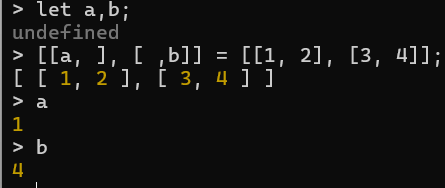 > let a,b;
undefined
> [[a, ], [ ,b]] = [[1, 2], [3, 4]];
[ [ 1, 2 ], [ 3, 4 ] ]
> a
1
> b
4